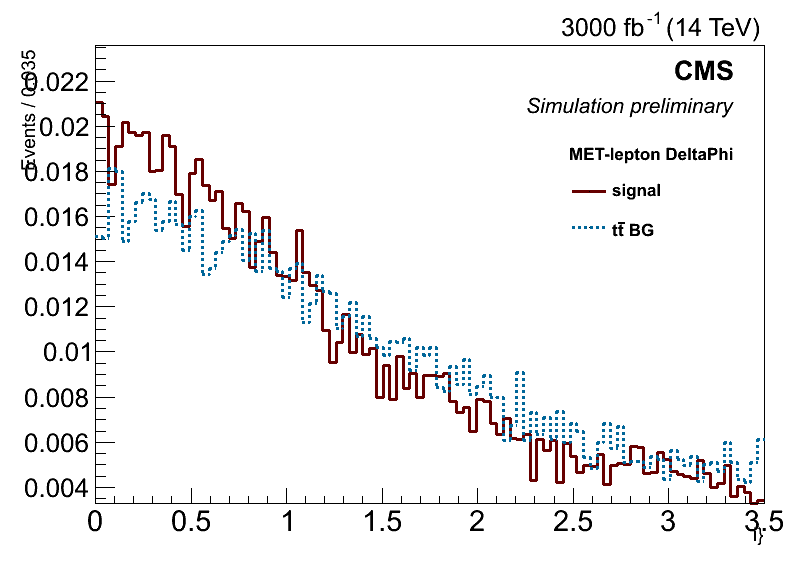 3000 fb⁻¹ (14 TeV)
Events / 0.035
CMS
Simulation preliminary
MET-lepton DeltaPhi
signal
tt̄ BG
0.022
0.02
0.018
0.016
0.014
0.012
0.01
0.008
0.006
0.004
0 0.5 1 1.5 2 2.5 3 3.5